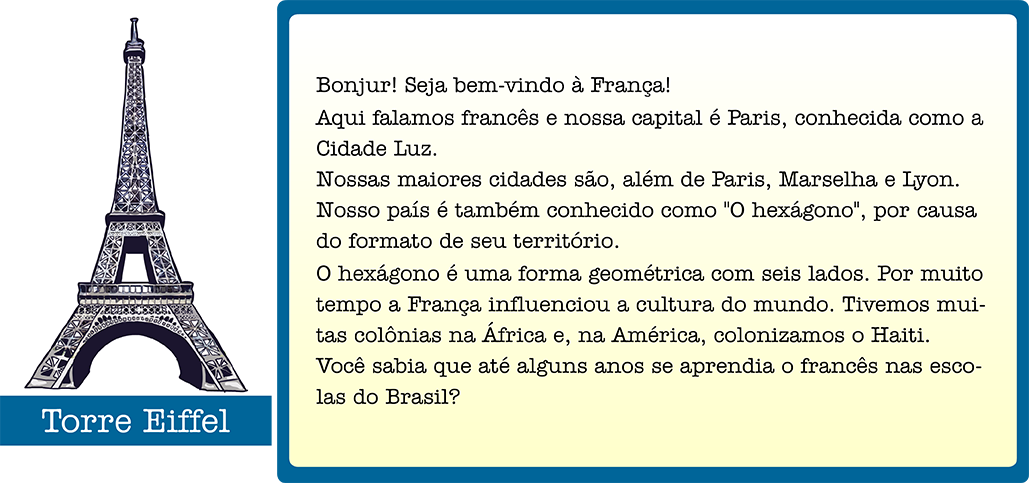 Bonjur! Seja bem-vindo à França!
Aqui falamos francês e nossa capital é Paris, conhecida como a
Cidade Luz.
Nossas maiores cidades são, além de Paris, Marselha e Lyon.
Nosso país é também conhecido como "O hexágono", por causa
do formato de seu território.
O hexágono é uma forma geométrica com seis lados. Por muito
tempo a França influenciou a cultura do mundo. Tivemos mui-
tas colônias na África e, na América, colonizamos o Haiti.
Você sabia que até alguns anos se aprendia o francês nas esco-
las do Brasil?
Torre Eiffel